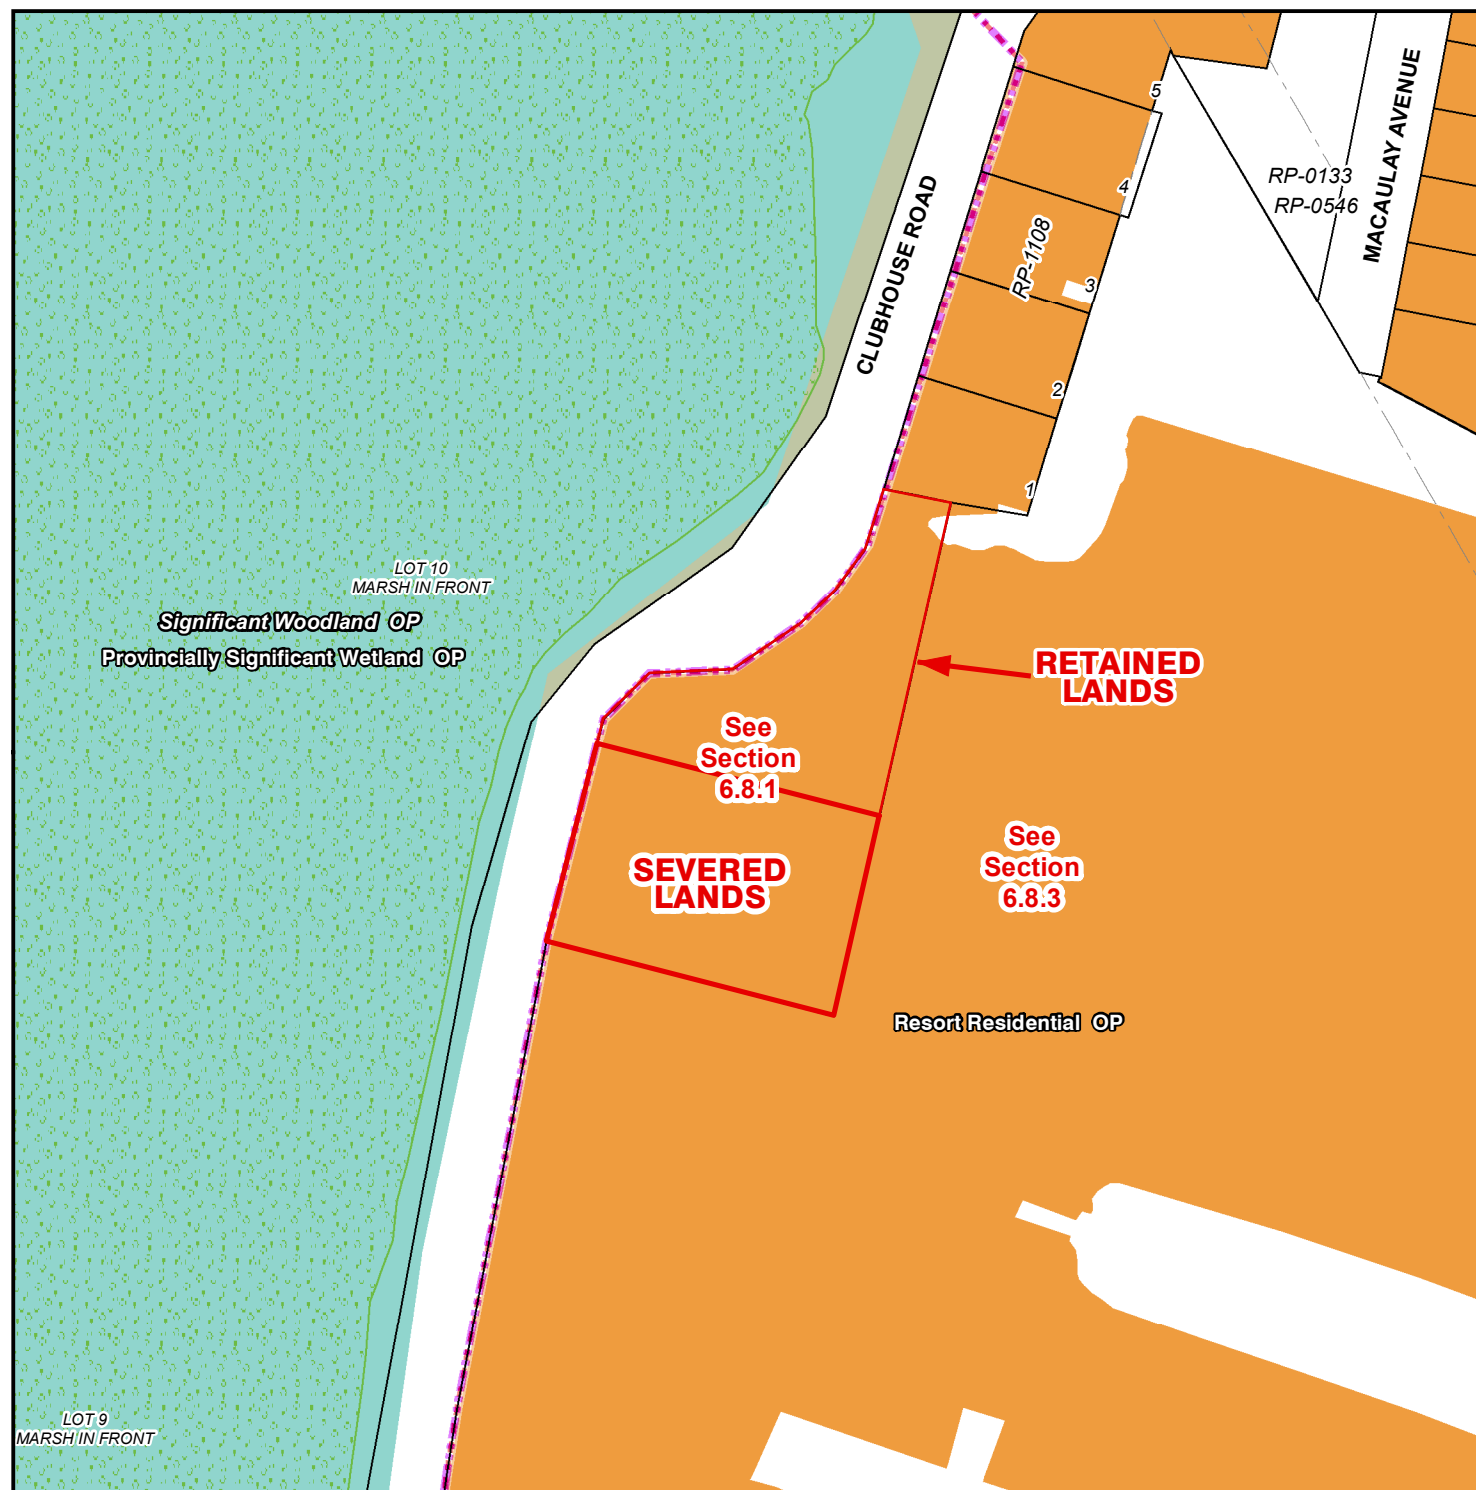 5
MACAULAY AVENUE
RP-0133
RP-0546
4
CLUBHOUSE ROAD
RP-1108
3
2
1
LOT 10
MARSH IN FRONT
Significant Woodland OP
Provincially Significant Wetland OP
RETAINED
LANDS
See
Section
6.8.1
See
Section
6.8.3
SEVERED
LANDS
Resort Residential OP
LOT 9
MARSH IN FRONT